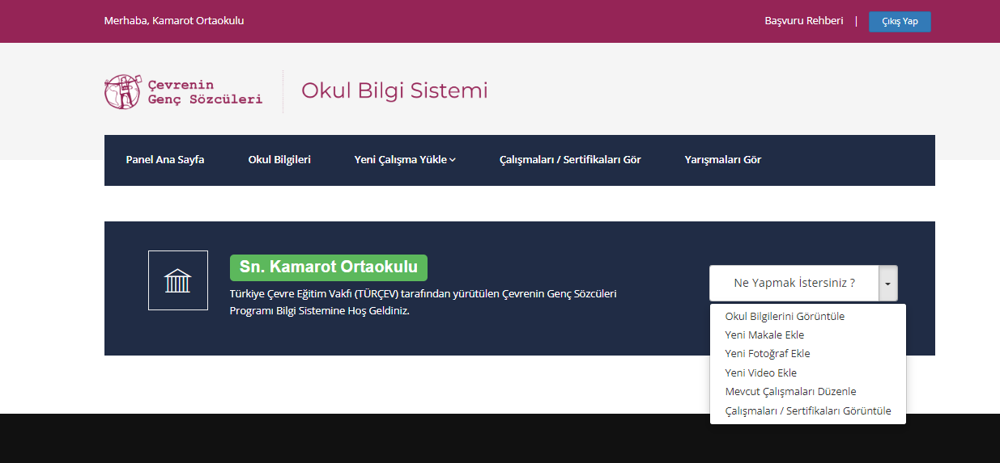 Merhaba, Kamarot Ortaokulu
Başvuru Rehberi | Çıkış Yap
Çevrenin
Genç Sözcüleri
Okul Bilgi Sistemi
Panel Ana Sayfa Okul Bilgileri Yeni Çalışma Yükle Çalışmaları / Sertifikaları Gör Yarışmaları Gör
Sn. Kamarot Ortaokulu
Türkiye Çevre Eğitim Vakfı (TÜRÇEV) tarafından yürütülen Çevrenin Genç Sözcüleri
Programı Bilgi Sistemine Hoş Geldiniz.
Ne Yapmak İstersiniz ?
Okul Bilgilerini Görüntüle
Yeni Makale Ekle
Yeni Fotoğraf Ekle
Yeni Video Ekle
Mevcut Çalışmaları Düzenle
Çalışmaları / Sertifikaları Görüntüle